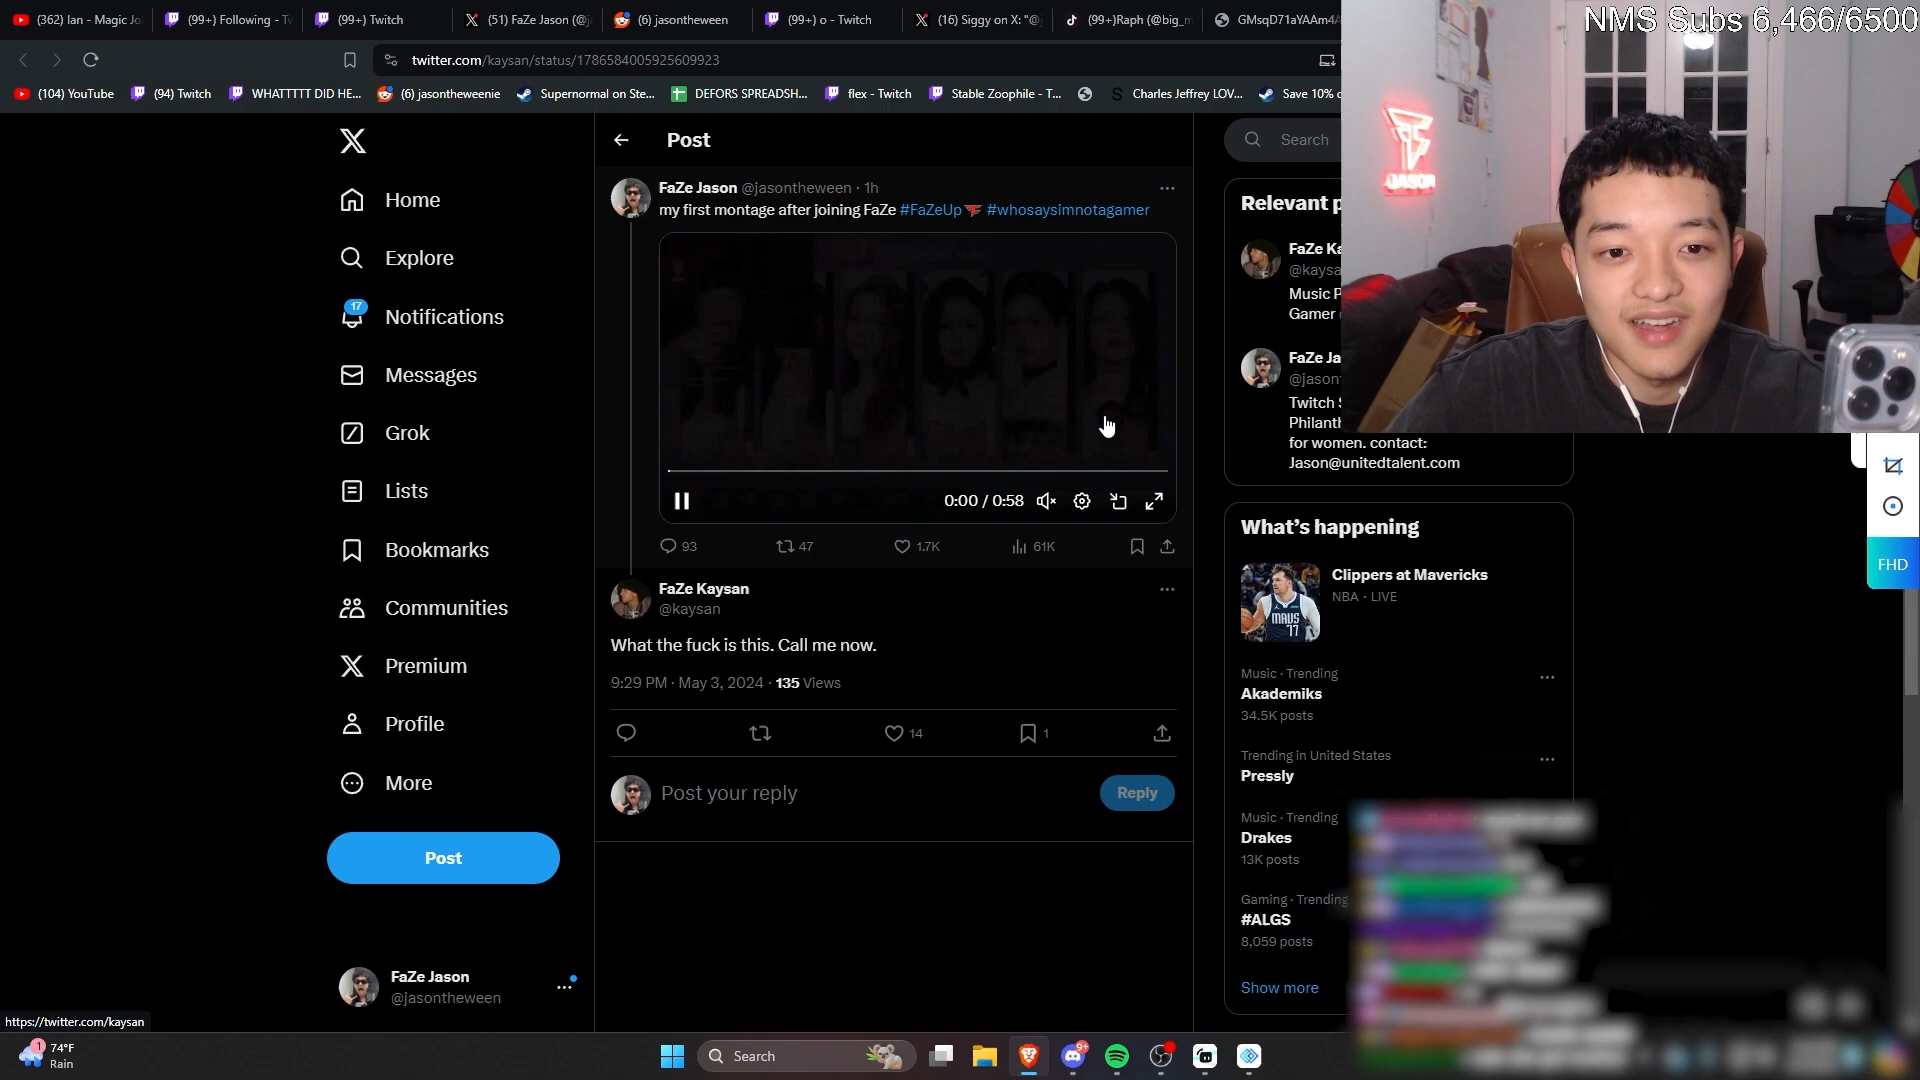 (362) Ian - Magic Jo
(99+) Following - Tw
(99+) Twitch
(51) FaZe Jason (@j
(6) jasontheween
(99+) o - Twitch
(16) Siggy on X: "@
(99+)Raph (@big_m
GMsqD71aYAAm4A
NMS Subs 6,466/6500
twitter.com/kaysan/status/1786584005925609923
(104) YouTube
(94) Twitch
WHATTTTT DID HE...
(6) jasontheweenie
Supernormal on Ste...
DEFORS SPREADSH...
flex - Twitch
Stable Zoophile - T...
S
Charles Jeffrey LOV...
Save 10% o
Home
Explore
17
Notifications
Messages
Grok
Lists
Bookmarks
Communities
Premium
Profile
More
Post
FaZe Jason
@jasontheween
Post
FaZe Jason @jasontheween · 1h
my first montage after joining FaZe #FaZeUp #whosaysimnotagamer
0:00 / 0:58
93 47 1.7K 61K
FaZe Kaysan
@kaysan
What the fuck is this. Call me now.
9:29 PM · May 3, 2024 · 135 Views
14 1
Post your reply
Reply
Search
Relevant p
FaZe Ka
@kaysa
Music P
Gamer
FaZe Ja
@jason
Twitch S
Philanth
for women. contact:
Jason@unitedtalent.com
What's happening
Clippers at Mavericks
NBA · LIVE
MAVS
77
Music · Trending
Akademiks
34.5K posts
Trending in United States
Pressly
Music · Trending
Drakes
13K posts
Gaming · Trending
#ALGS
8,059 posts
Show more
JASON
FHD
https://twitter.com/kaysan
1
74°F
Rain
Search
9+